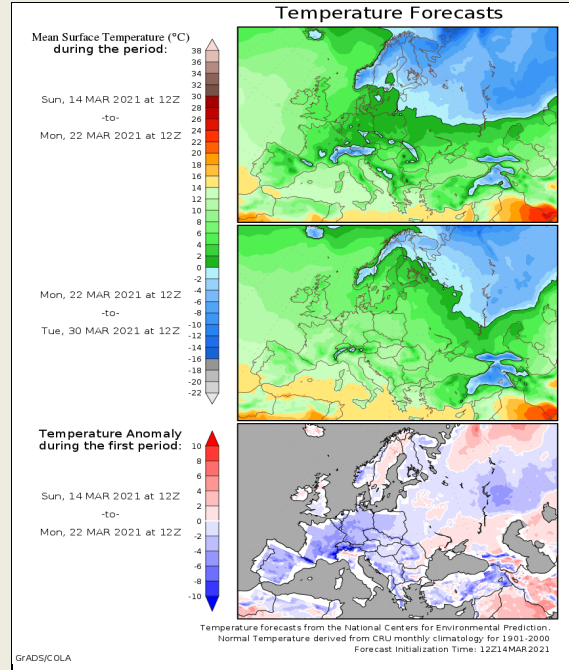 Temperature Forecasts
Mean Surface Temperature (°C)
during the period:
Sun, 14 MAR 2021 at 12Z
-to-
Mon, 22 MAR 2021 at 12Z
38
36
34
32
30
28
26
24
22
20
18
16
14
12
10
8
6
4
2
0
-2
-4
-6
-8
-10
-12
-14
-16
-18
-20
-22
Mon, 22 MAR 2021 at 12Z
-to-
Tue, 30 MAR 2021 at 12Z
Temperature Anomaly
during the first period:
Sun, 14 MAR 2021 at 12Z
-to-
Mon, 22 MAR 2021 at 12Z
10
8
6
4
2
0
-2
-4
-6
-8
-10
Temperature forecasts from the National Centers for Environmental Prediction.
Normal Temperature derived from CRU monthly climatology for 1901-2000
Forecast Initialization Time: 12Z14MAR2021
GrADS/COLA